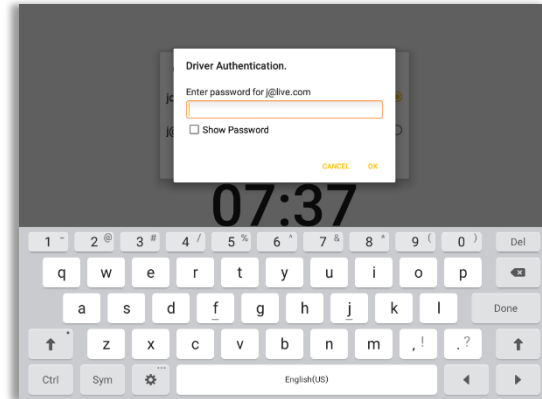 Driver Authentication.
Enter password for j@live.com
jo
j@
Show Password
CANCEL OK
07:37
1 - 2 @ 3 # 4 / 5 % 6 ^ 7 & 8 * 9 ( 0 ) Del
q w e r t y u i o p
a s d f g h j k l Done
z x c v b n m , ! . ?
Ctrl Sym English(US)